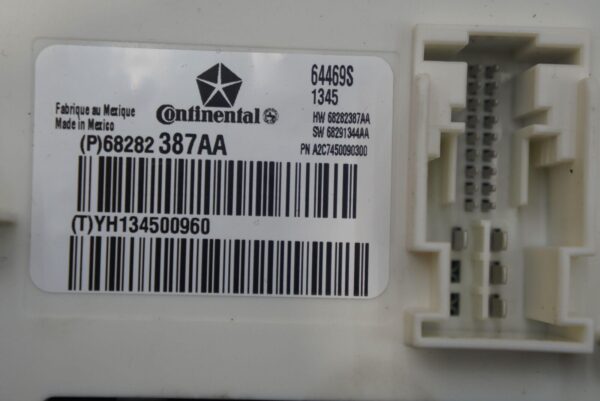 64469S
1345
Continental
Fabrique au Mexique
Made in Mexico
HW 68282387AA
SW 68291344AA
PN A2C7450090300
(P)68282 387AA
(T)YH134500960